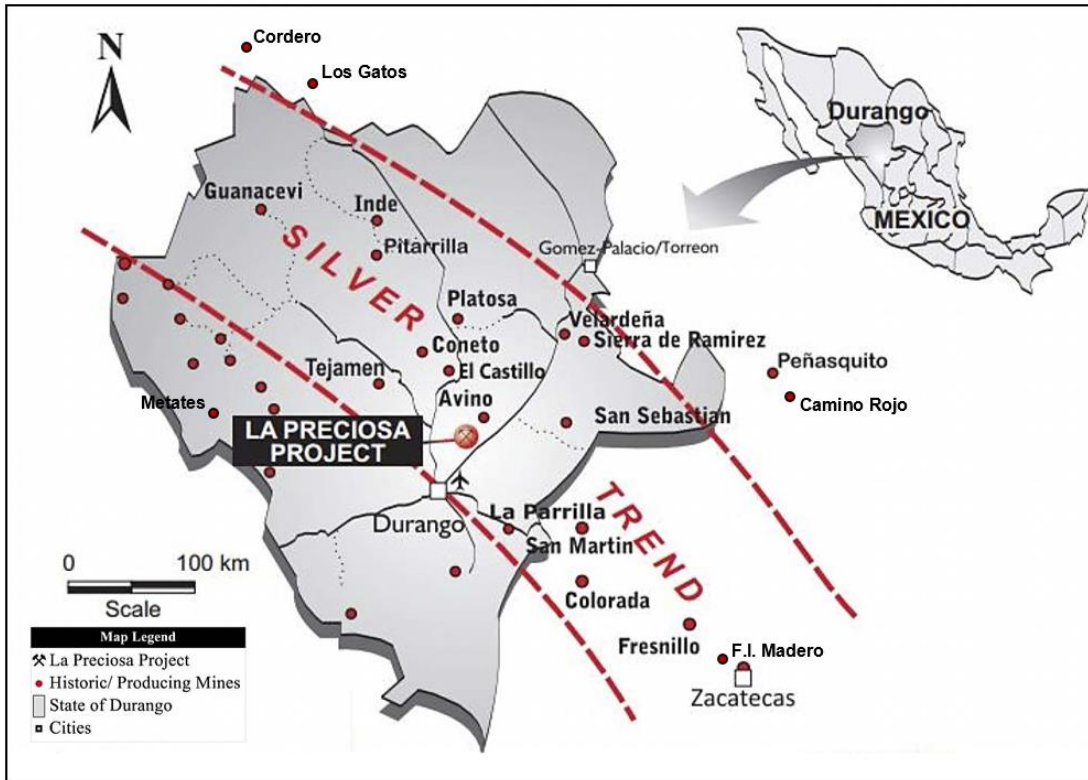 N
Cordero
Los Gatos
Durango
MEXICO
Guanacevi
Inde
Pitarrilla
SILVER
Gomez-Palacio/Torreon
Platosa
Velardeña
Sierra de Ramirez
Coneto
El Castillo
Tejamen
Peñasquito
Camino Rojo
Metates
Avino
San Sebastian
LA PRECIOSA
PROJECT
TREND
La Parrilla
Durango
San Martin
0 100 km
Scale
Colorada
Fresnillo
F.I. Madero
Zacatecas
Map Legend
La Preciosa Project
Historic/ Producing Mines
State of Durango
Cities